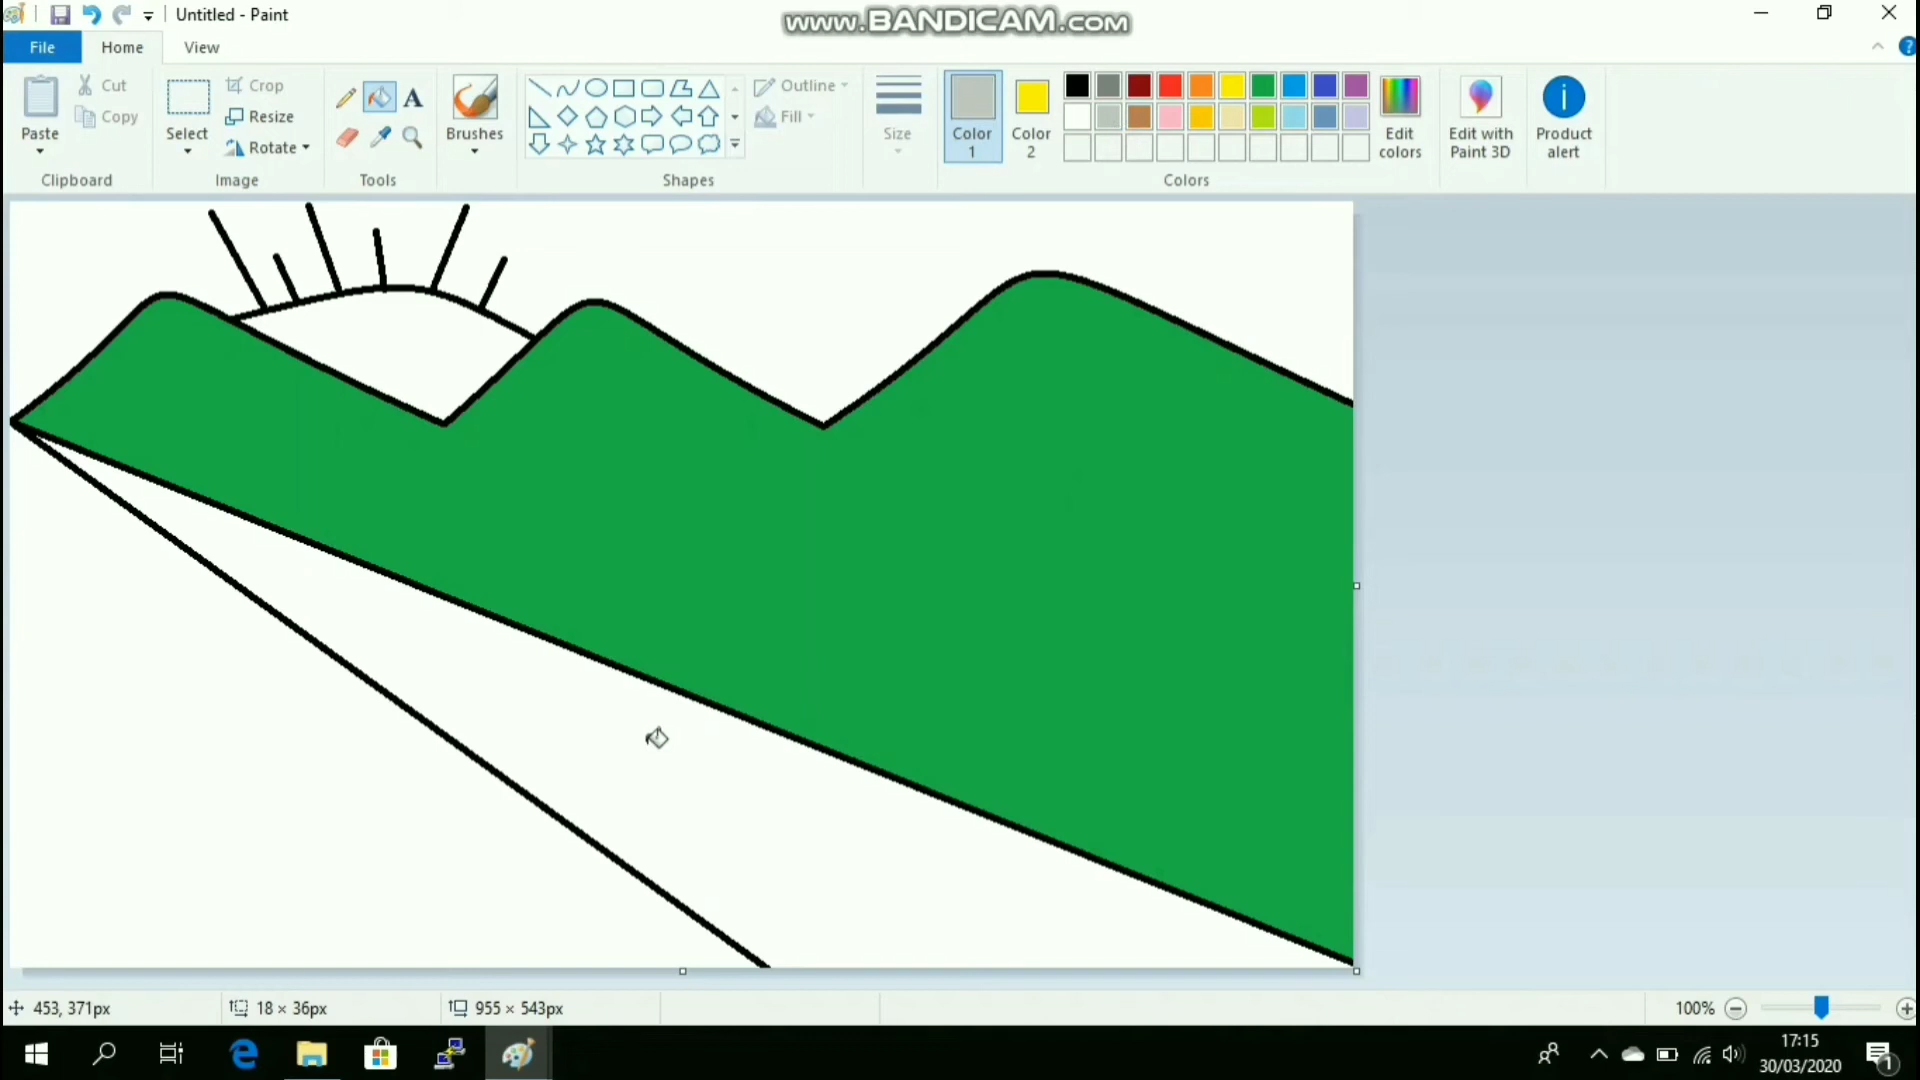 Untitled - Paint
www.BANDICAM.com
File Home View
Paste
Cut
Copy
Clipboard
Select
Crop
Resize
Rotate
Image
A
Tools
Brushes
Shapes
Outline
Fill
Size
Color 1
Color 2
Colors
Edit colors
Edit with Paint 3D
Product alert
453, 371px
18 × 36px
955 × 543px
100%
17:15
30/03/2020
1